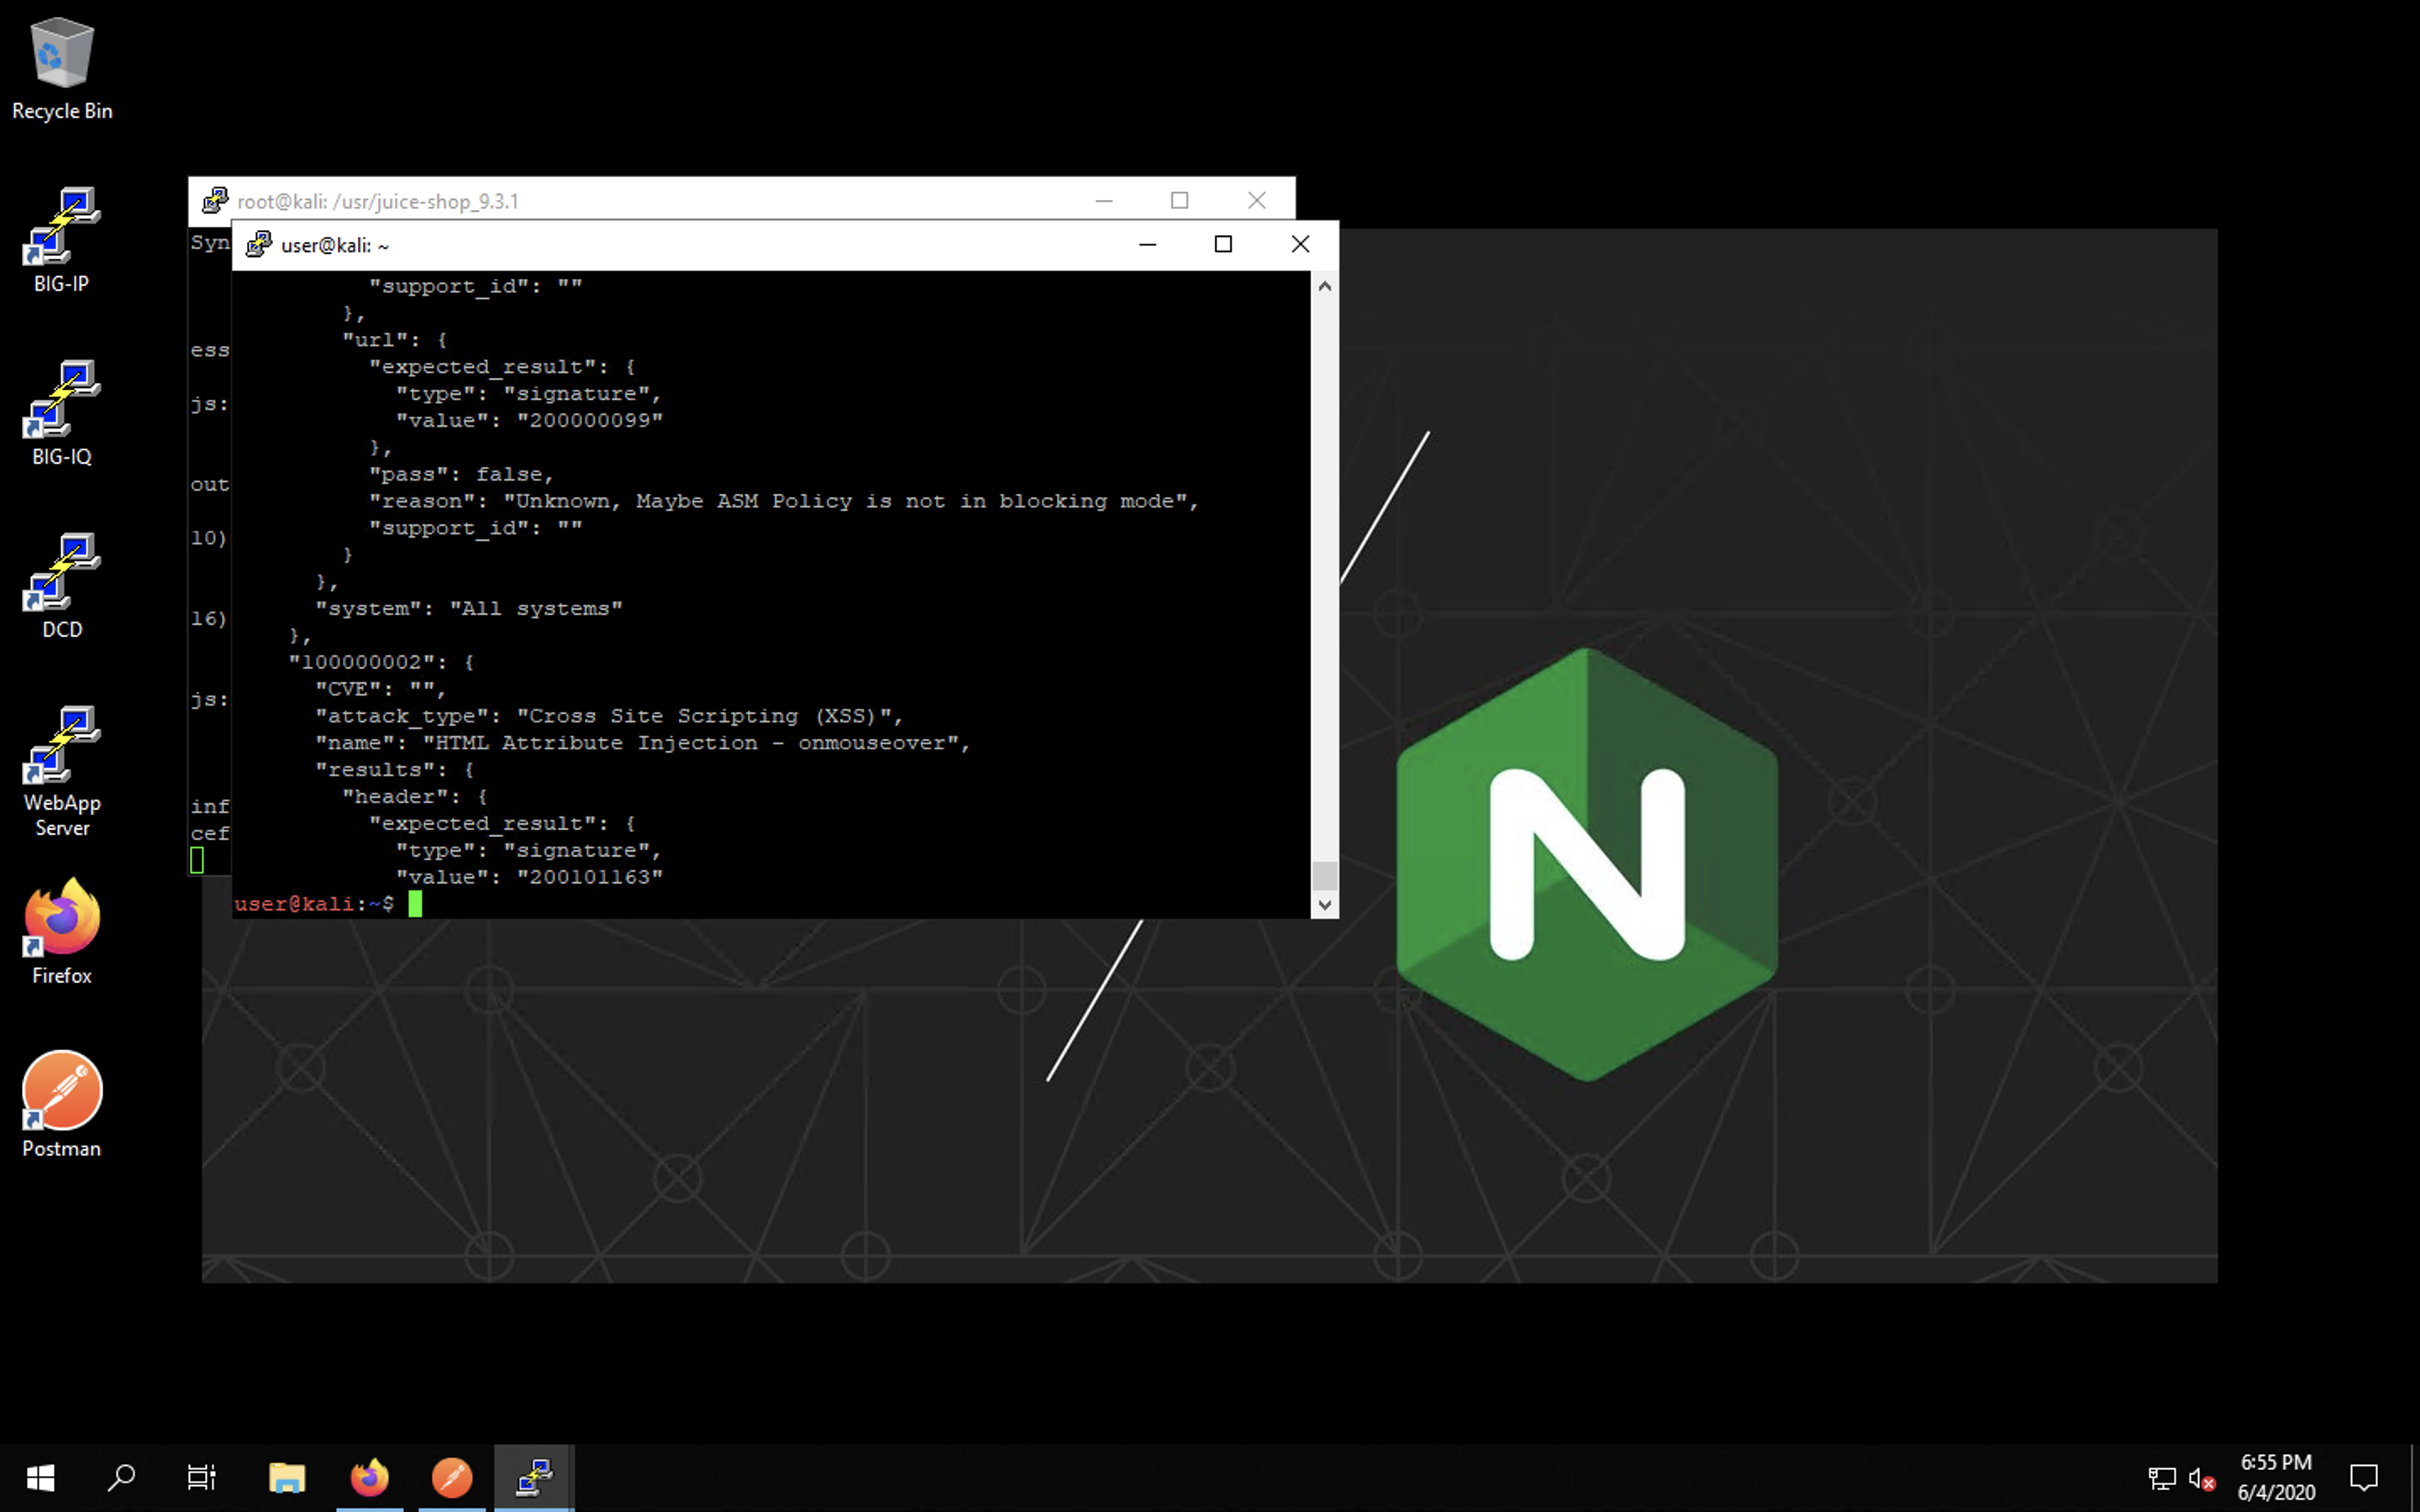 Recycle Bin
BIG-IP
BIG-IQ
DCD
WebApp
Server
Firefox
Postman
root@kali: /usr/juice-shop_9.3.1
Syn
ess
js:
out
10)
16)
js:
inf
cef
user@kali: ~
"support_id": ""
},
"url": {
"expected_result": {
"type": "signature",
"value": "200000099"
},
"pass": false,
"reason": "Unknown, Maybe ASM Policy is not in blocking mode",
"support_id": ""
}
},
"system": "All systems"
},
"100000002": {
"CVE": "",
"attack_type": "Cross Site Scripting (XSS)",
"name": "HTML Attribute Injection - onmouseover",
"results": {
"header": {
"expected_result": {
"type": "signature",
"value": "200101163"
user@kali:~$
N
6:55 PM
6/4/2020